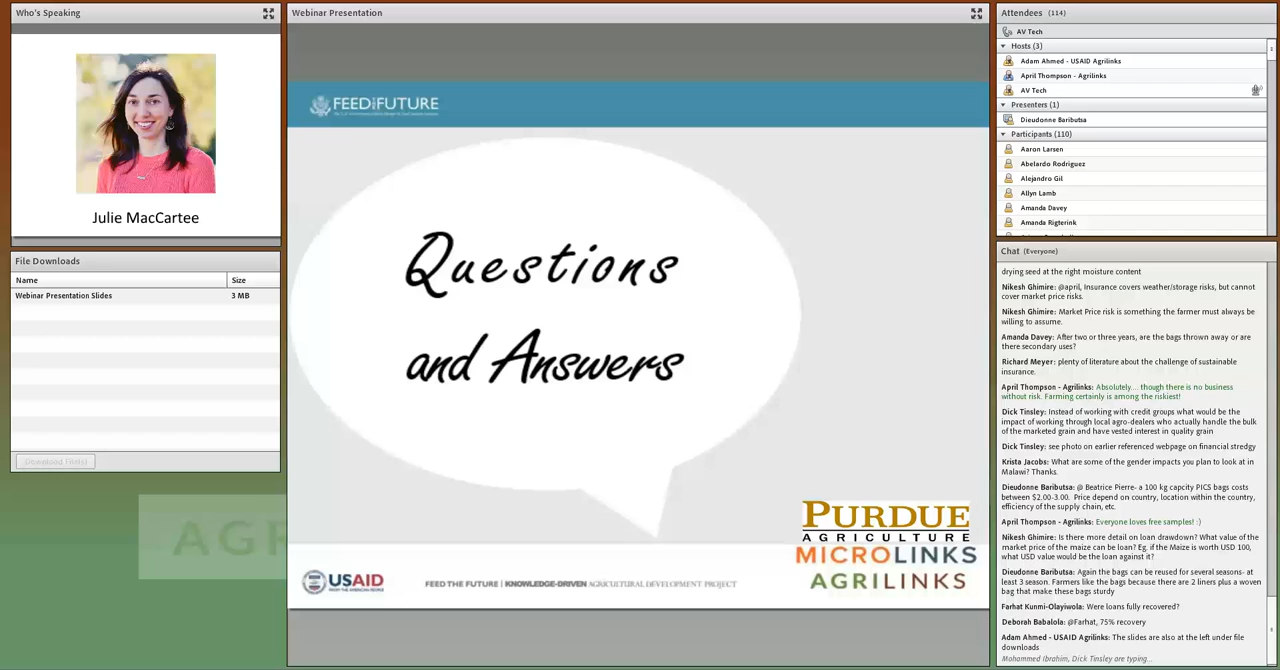 Who's Speaking
Julie MacCartee
File Downloads
Name Size
Webinar Presentation Slides 3 MB
Download File(s)
AGR
Webinar Presentation
FEED THE FUTURE
Questions
and Answers
PURDUE
AGRICULTURE
MICROLINKS
AGRILINKS
USAID
FROM THE AMERICAN PEOPLE
FEED THE FUTURE | KNOWLEDGE-DRIVEN AGRICULTURAL DEVELOPMENT PROJECT
Attendees (114)
AV Tech
Hosts (3)
Adam Ahmed - USAID Agrilinks
April Thompson - Agrilinks
AV Tech
Presenters (1)
Dieudonne Baributsa
Participants (110)
Aaron Larsen
Abelardo Rodriguez
Alejandro Gil
Allyn Lamb
Amanda Davey
Amanda Rigterink
Chat (Everyone)
drying seed at the right moisture content
Nikesh Ghimire: @april, Insurance covers weather/storage risks, but cannot
cover market price risks.
Nikesh Ghimire: Market Price risk is something the farmer must always be
willing to assume.
Amanda Davey: After two or three years, are the bags thrown away or are
there secondary uses?
Richard Meyer: plenty of literature about the challenge of sustainable
insurance.
April Thompson - Agrilinks: Absolutely... though there is no business
without risk. Farming certainly is among the riskiest!
Dick Tinsley: Instead of working with credit groups what would be the
impact of working through local agro-dealers who actually handle the bulk
of the marketed grain and have vested interest in quality grain
Dick Tinsley: see photo on earlier referenced webpage on financial stredgy
Krista Jacobs: What are some of the gender impacts you plan to look at in
Malawi? Thanks.
Dieudonne Baributsa: @ Beatrice Pierre- a 100 kg capcity PICS bags costs
between $2.00-3.00. Price depend on country, location within the country,
efficiency of the supply chain, etc.
April Thompson - Agrilinks: Everyone loves free samples! :)
Nikesh Ghimire: Is there more detail on loan drawdown? What value of the
market price of the maize can be loan? Eg. if the Maize is worth USD 100,
what USD value would be the loan against it?
Dieudonne Baributsa: Again the bags can be reused for several seasons- at
least 3 season. Farmers like the bags because there are 2 liners plus a woven
bag that make these bags sturdy
Farhat Kunmi-Olayiwola: Were loans fully recovered?
Deborah Babalola: @Farhat, 75% recovery
Adam Ahmed - USAID Agrilinks: The slides are also at the left under file
downloads
Mohammed Ibrahim, Dick Tinsley are typing...